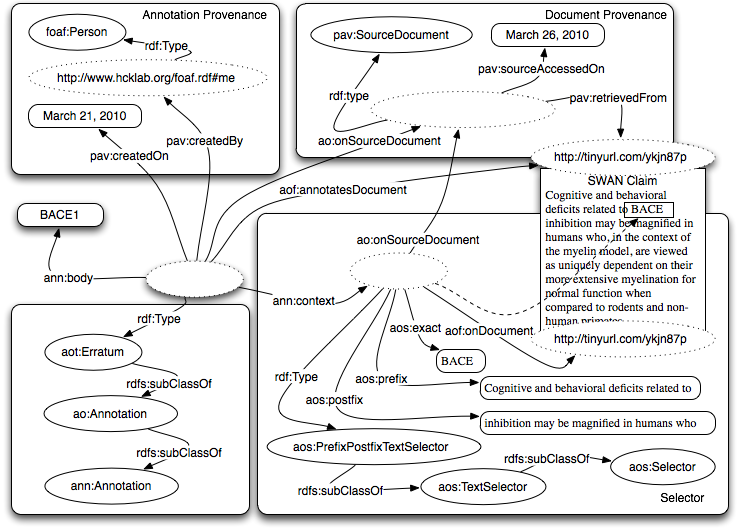 Annotation Provenance
foaf:Person
rdf:Type
http://www.hcklab.org/foaf.rdf#me
March 21, 2010
pav:createdBy
pav:createdOn
Document Provenance
pav:SourceDocument
March 26, 2010
pav:sourceAccessedOn
rdf:type
pav:retrievedFrom
ao:onSourceDocument
http://tinyurl.com/ykjn87p
SWAN Claim
Cognitive and behavioral
deficits related to BACE
inhibition may be magnified in
humans who, in the context of
the myelin model, are viewed
as uniquely dependent on their
more extensive myelination for
normal function when
compared to rodents and non-
human primates
http://tinyurl.com/ykjn87p
aof:annotatesDocument
BACE1
ann:body
ao:onSourceDocument
ann:context
rdf:Type
aot:Erratum
rdfs:subClassOf
ao:Annotation
rdfs:subClassOf
ann:Annotation
aos:exact
aof:onDocument
BACE
rdf:Type
aos:prefix
Cognitive and behavioral deficits related to
aos:postfix
inhibition may be magnified in humans who
aos:PrefixPostfixTextSelector
rdfs:subClassOf
aos:TextSelector
rdfs:subClassOf
aos:Selector
Selector